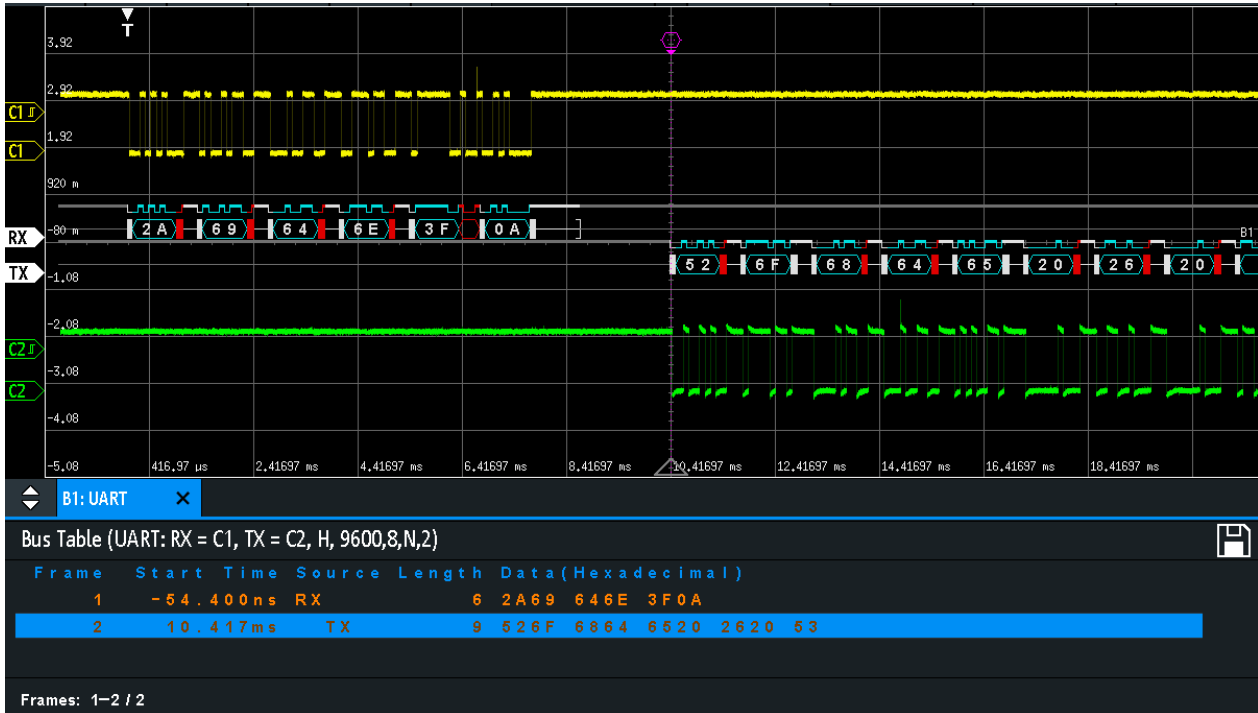 T
3.92
2.92
C1
1.92
C1
920 m
2A 69 64 6E 3F 0A
RX
-80 m
B1
52 6F 68 64 65 20 26 20
TX
-1.08
-2.08
C2
-3.08
C2
-4.08
-5.08 416.97 µs 2.41697 ms 4.41697 ms 6.41697 ms 8.41697 ms 10.41697 ms 12.41697 ms 14.41697 ms 16.41697 ms 18.41697 ms
B1: UART ×
Bus Table (UART: RX = C1, TX = C2, H, 9600,8,N,2)
Frame Start Time Source Length Data(Hexadecimal)
1 -54.400ns RX 6 2A69 646E 3F0A
2 10.417ms TX 9 526F 6864 6520 2620 53
Frames: 1-2 / 2